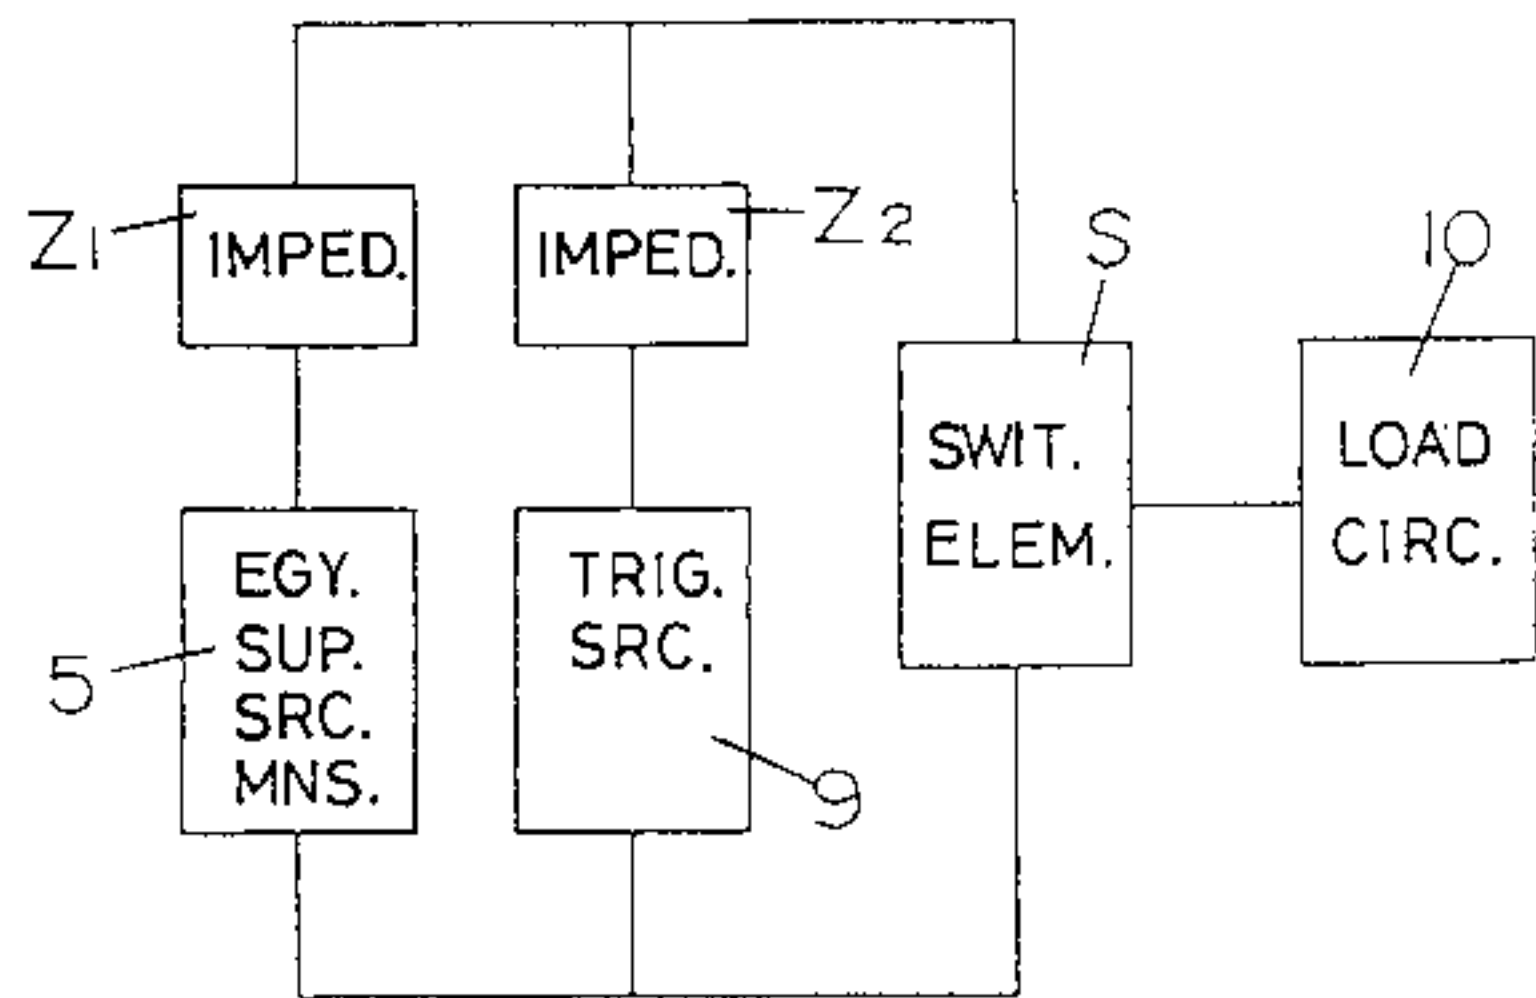 Z1
IMPED.
IMPED.
Z2
S
10
SWIT.
ELEM.
LOAD
CIRC.
5
EGY.
SUP.
SRC.
MNS.
TRIG.
SRC.
9